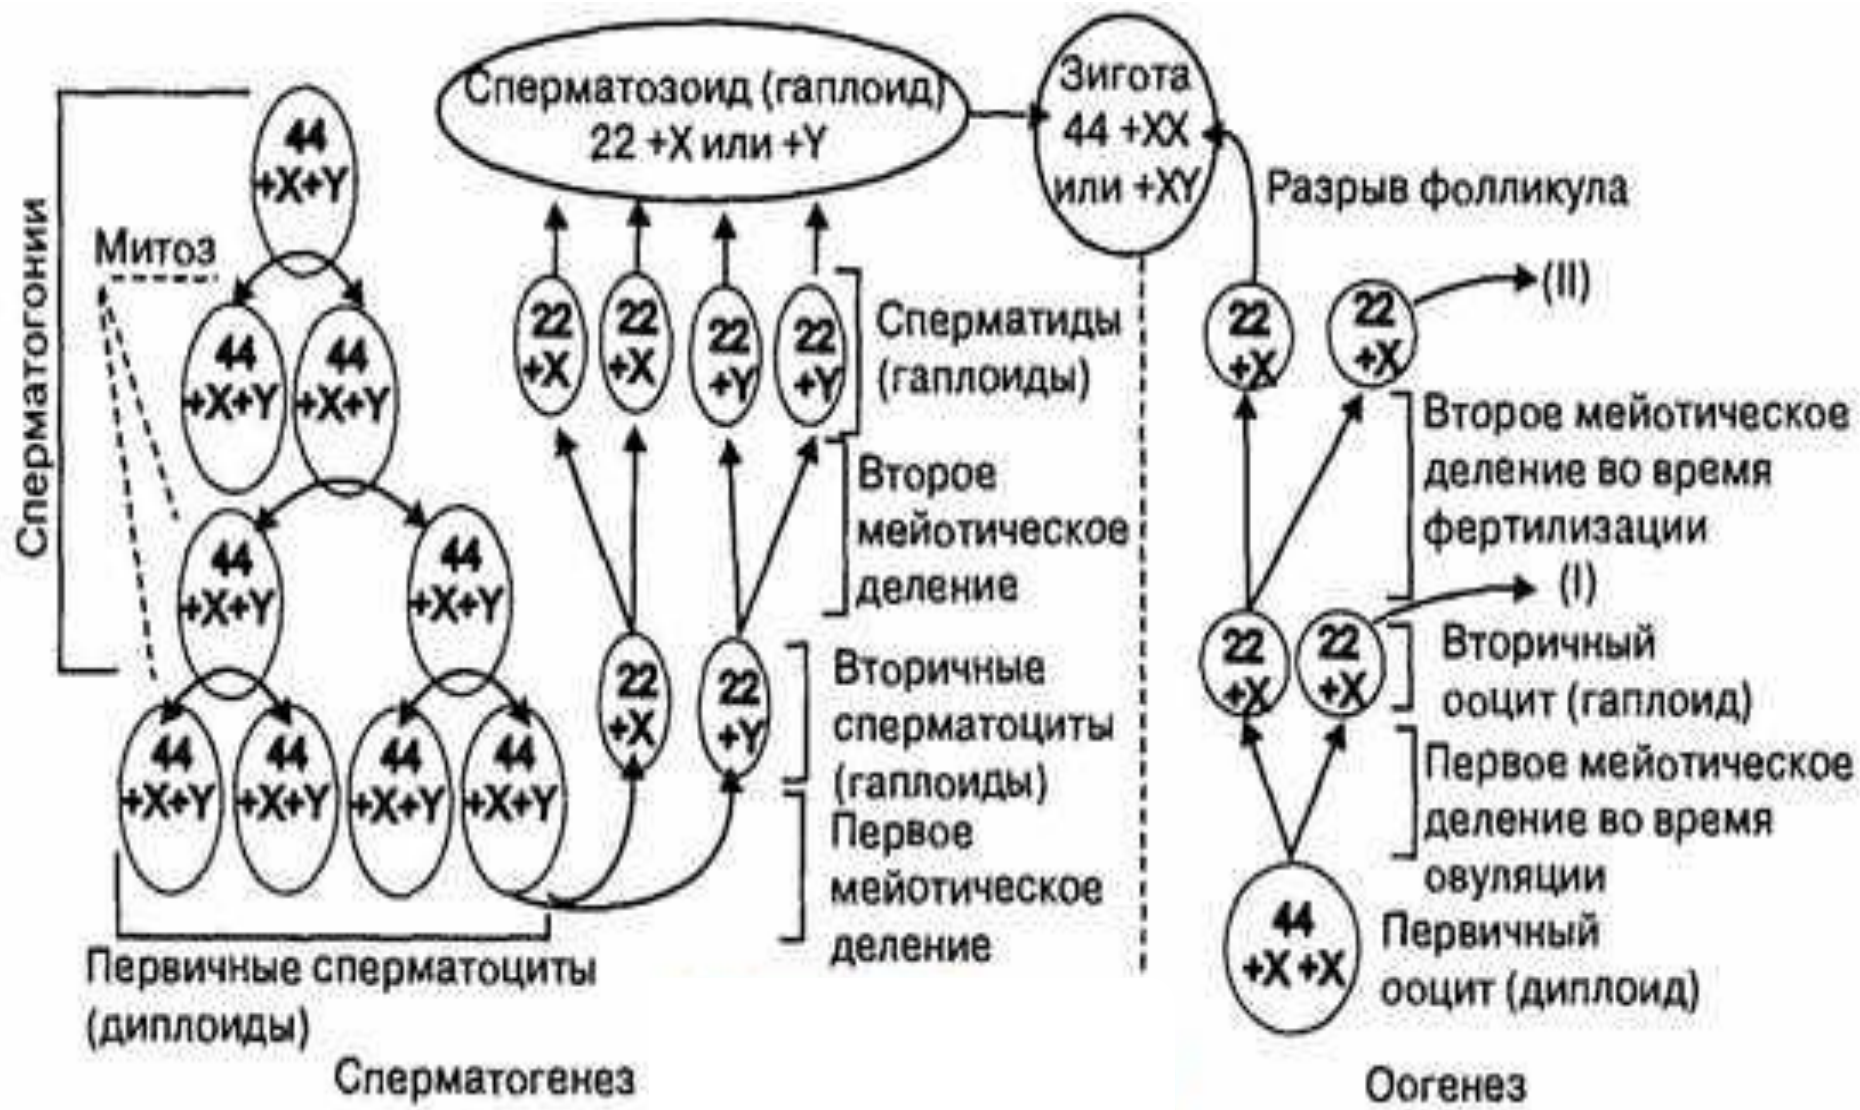 Сперматозоид (гаплоид)
22 +X или +Y
Зигота
44 +XX
или +XY
Разрыв фолликула
Сперматогонии
Митоз
44
+X+Y
44
+X+Y
44
+X+Y
44
+X+Y
44
+X+Y
44
+X+Y
44
+X+Y
44
+X+Y
44
+X+Y
Первичные сперматоциты
(диплоиды)
22
+X
22
+X
22
+Y
22
+Y
Сперматиды
(гаплоиды)
Второе
мейотическое
деление
22
+X
22
+Y
Вторичные
сперматоциты
(гаплоиды)
Первое
мейотическое
деление
Сперматогенез
22
+X
22
+X
(II)
Второе мейотическое
деление во время
фертилизации
(I)
22
+X
22
+X
Вторичный
ооцит (гаплоид)
Первое мейотическое
деление во время
овуляции
44
+X +X
Первичный
ооцит (диплоид)
Оогенез